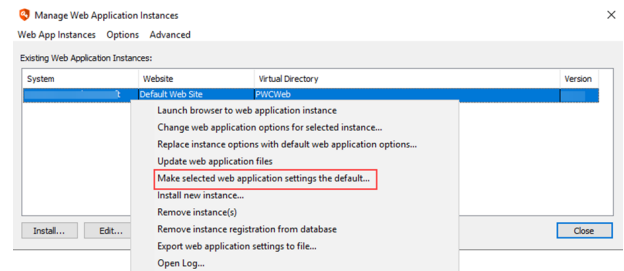 Manage Web Application Instances
Web App Instances Options Advanced
Existing Web Application Instances:
System Website Virtual Directory Version
t Default Web Site PWCWeb
Launch browser to web application instance
Change web application options for selected instance...
Replace instance options with default web application options...
Update web application files
Make selected web application settings the default...
Install new instance...
Remove instance(s)
Install... Edit... Remove instance registration from database Close
Export web application settings to file...
Open Log...